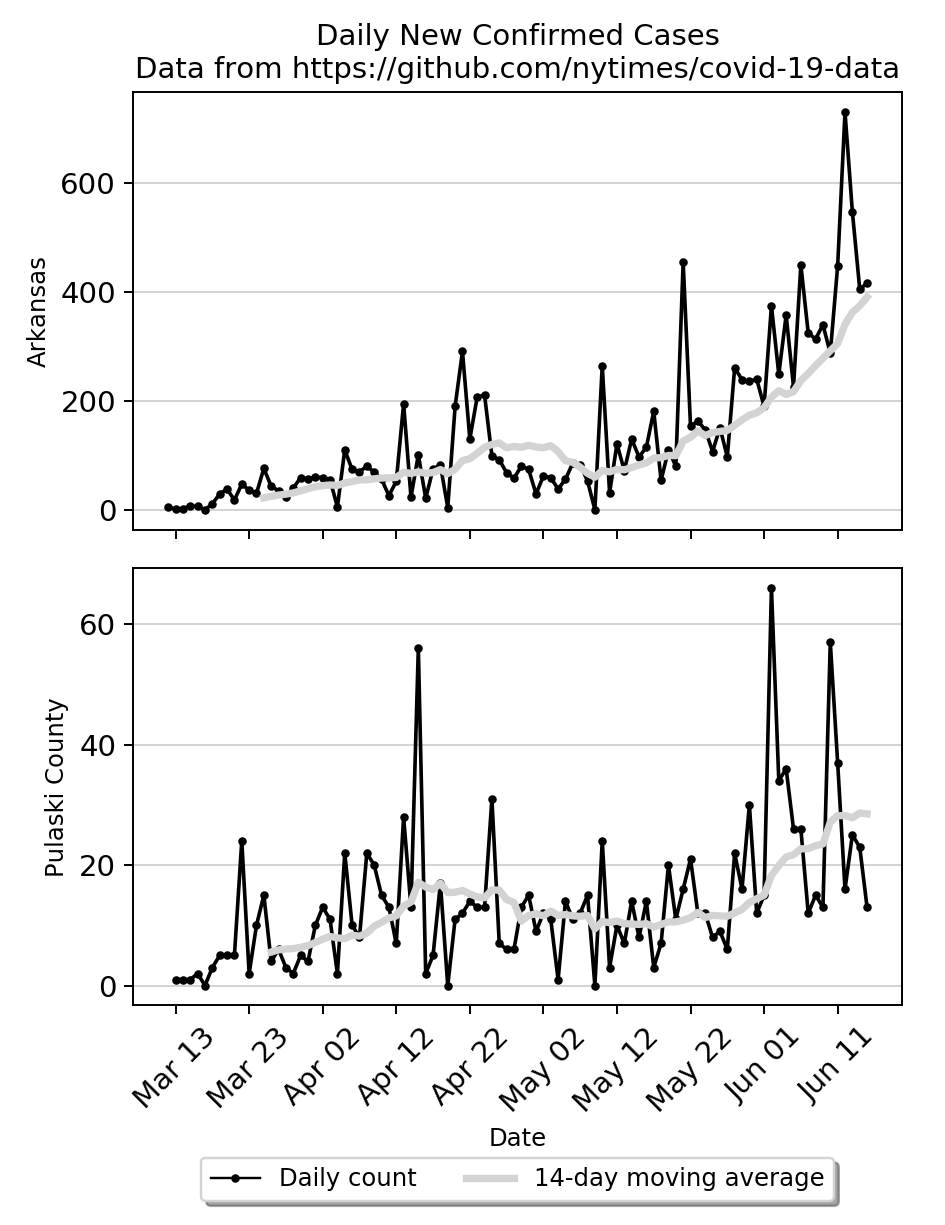 Daily New Confirmed Cases
Data from https://github.com/nytimes/covid-19-data
600
400
200
0
Arkansas
60
40
20
0
Pulaski County
Mar 13
Mar 23
Apr 02
Apr 12
Apr 22
May 02
May 12
May 22
Jun 01
Jun 11
Date
Daily count
14-day moving average